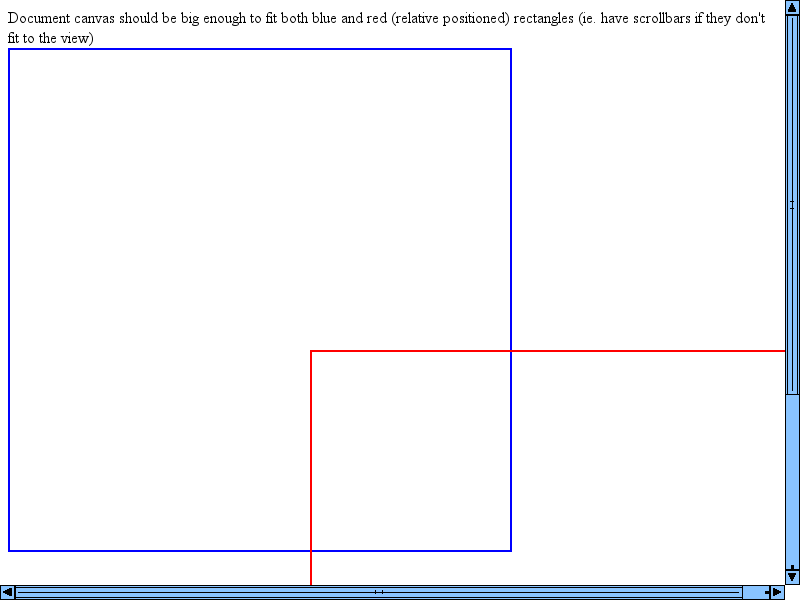 Document canvas should be big enough to fit both blue and red (relative positioned) rectangles (ie. have scrollbars if they don't
fit to the view)